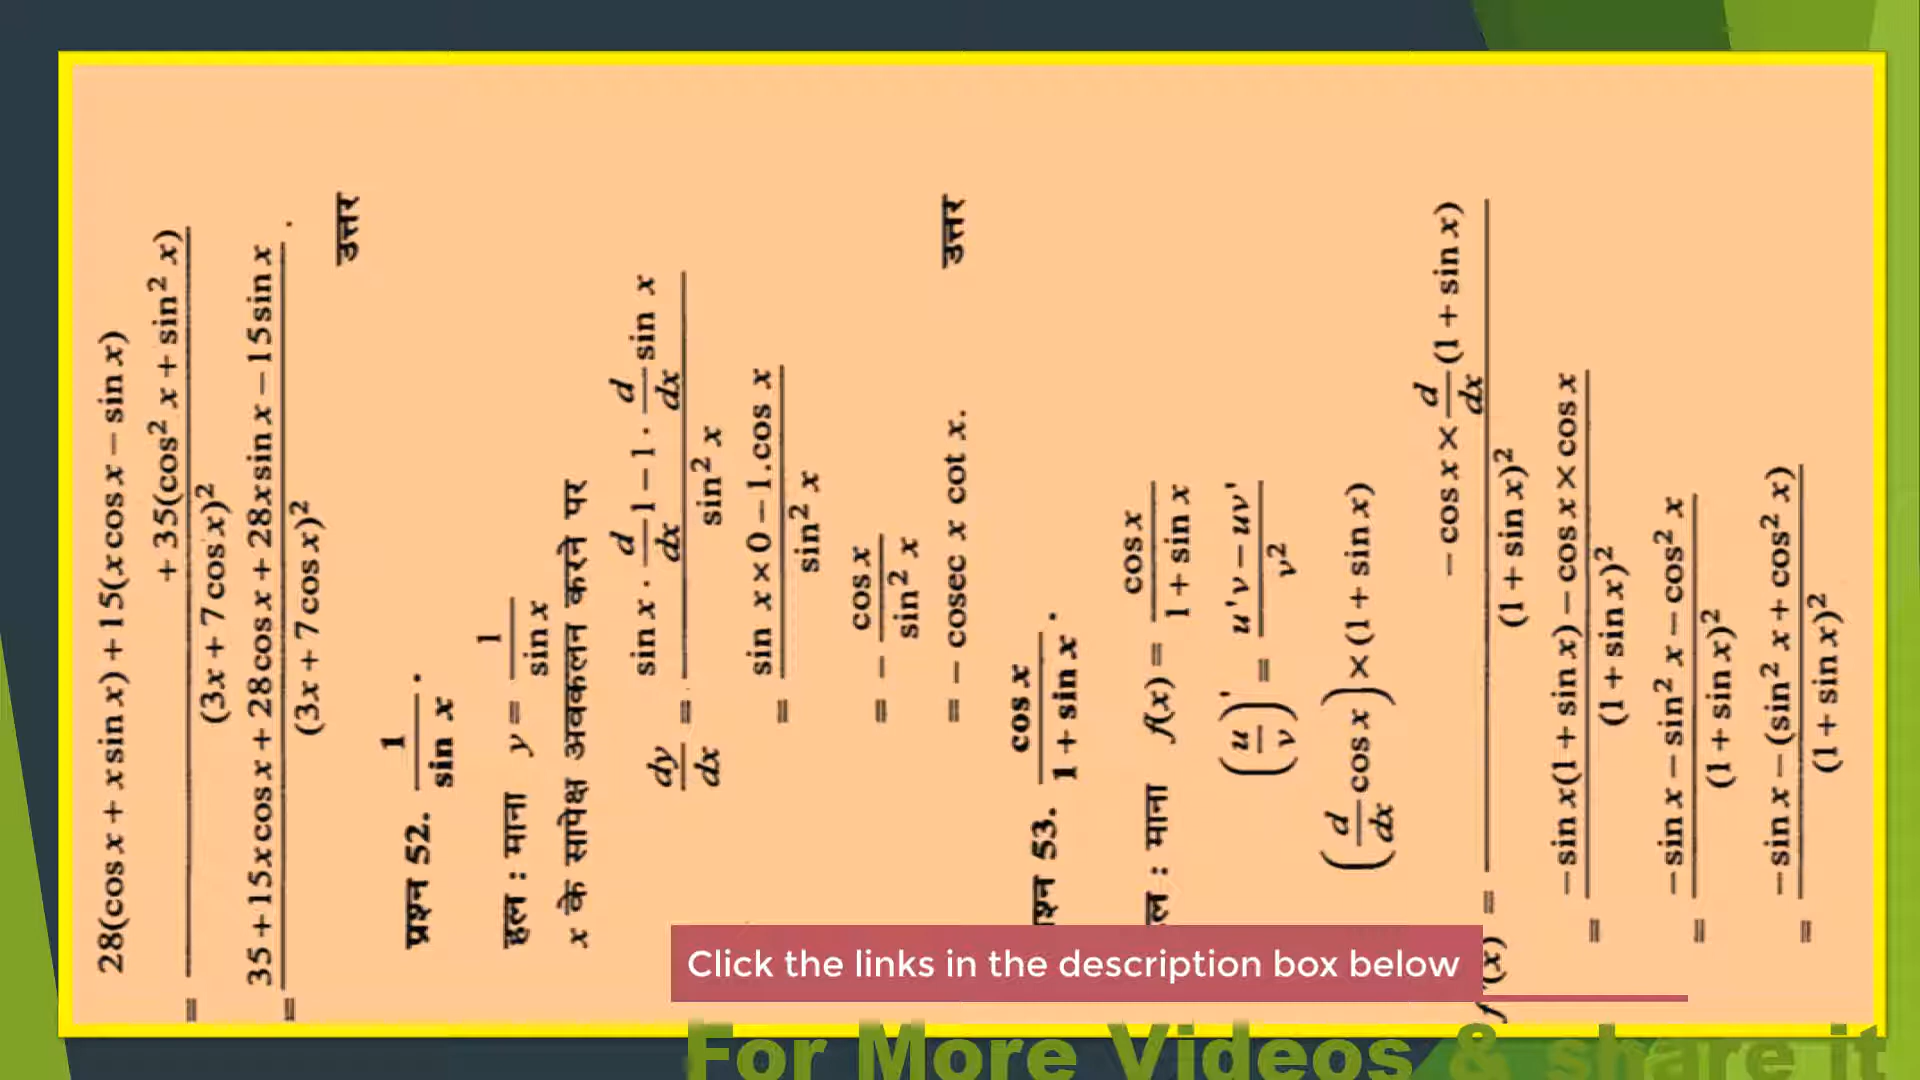 28(cos x + x sin x) + 15(x cos x − sin x)
+ 35(cos² x + sin² x)
= ―――――
(3x + 7 cos x)²
35 + 15x cos x + 28 cos x + 28x sin x − 15 sin x
= ――――― .
(3x + 7 cos x)²
उत्तर
प्रश्न 52. 1/sin x .
हल : माना y = 1/sin x
x के सापेक्ष अवकलन करने पर
dy/dx = (sin x · d/dx 1 − 1 · d/dx sin x)/sin² x
= (sin x × 0 − 1.cos x)/sin² x
= − cos x/sin² x
= − cosec x cot x. उत्तर
श्न 53. cos x/(1 + sin x) .
ल : माना f(x) = cos x/(1 + sin x)
(u/v)' = (u'v − uv')/v²
(d/dx cos x) × (1 + sin x)
− cos x × d/dx (1 + sin x)
f'(x) = ―――――
(1 + sin x)²
= (−sin x(1 + sin x) − cos x × cos x)/(1 + sin x)²
= (−sin x − sin² x − cos² x)/(1 + sin x)²
= (−sin x − (sin² x + cos² x))/(1 + sin x)²
Click the links in the description box below
For More Videos & share it